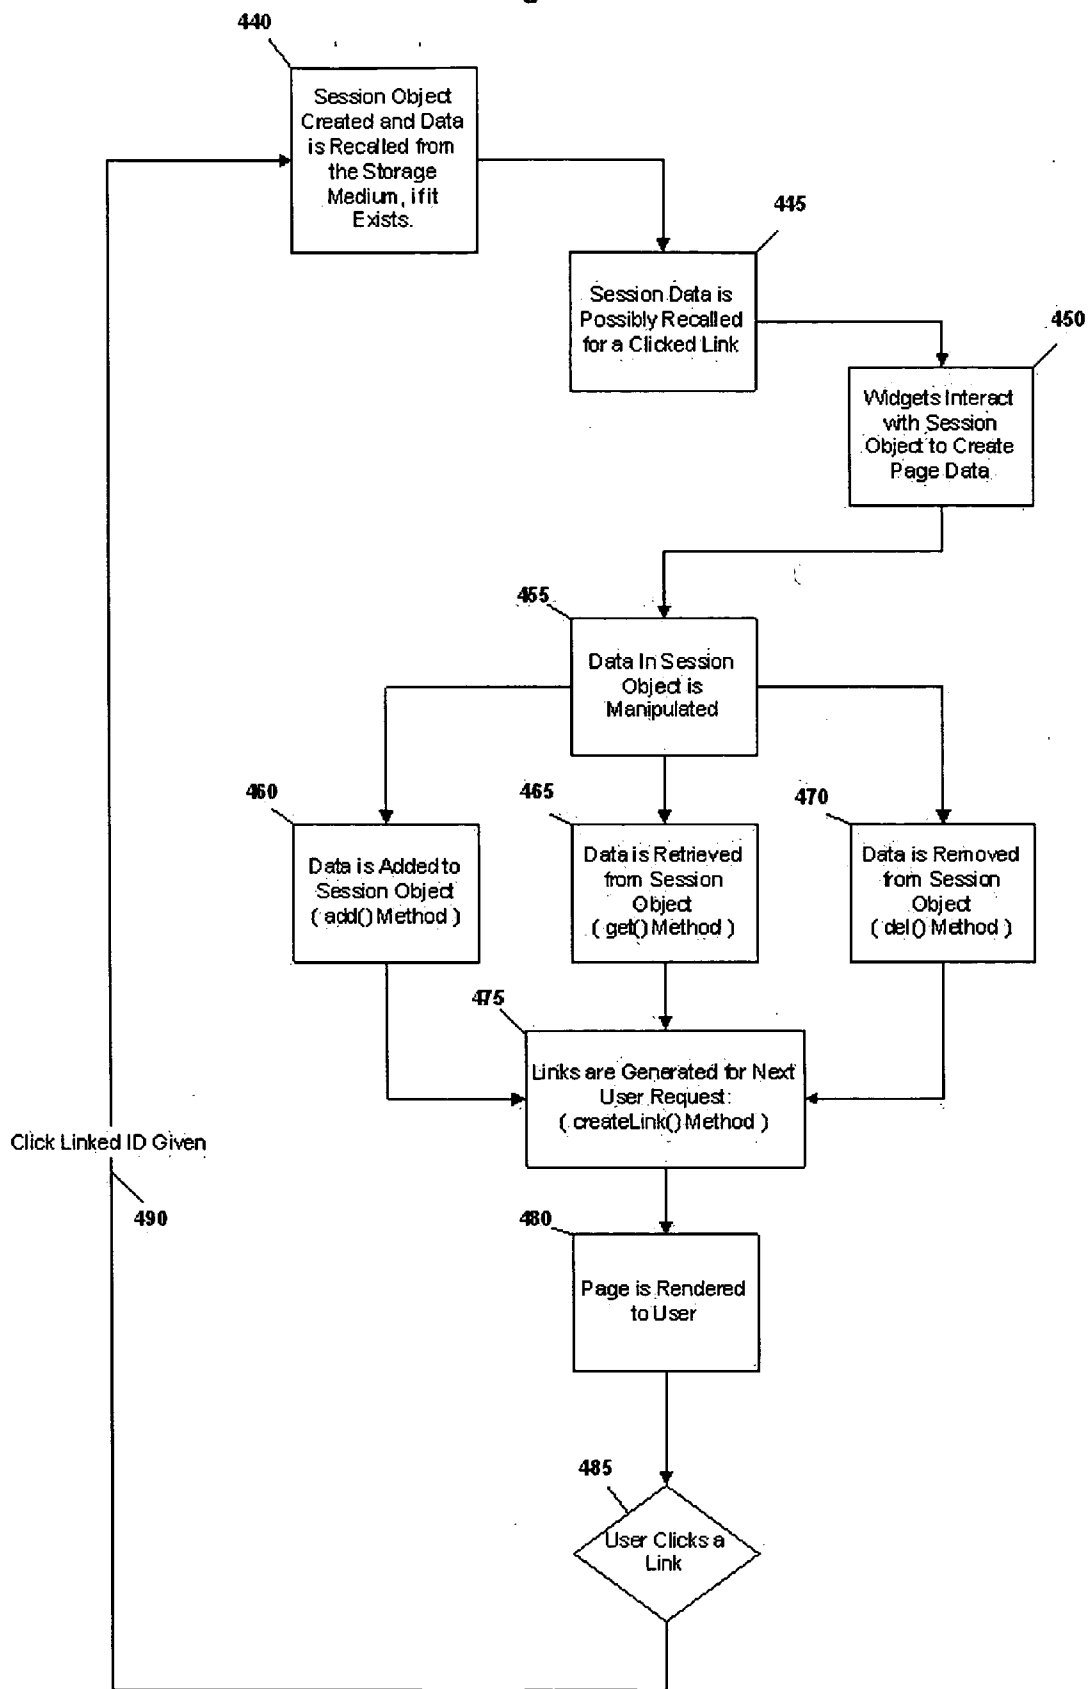 440
Session Object
Created and Data
is Recalled from
the Storage
Medium, if it
Exists.
445
Session Data is
Possibly Recalled
for a Clicked Link
450
Widgets Interact
with Session
Object to Create
Page Data
455
Data In Session
Object is
Manipulated
460
Data is Added to
Session Object
( add() Method )
465
Data is Retrieved
from Session
Object
( get() Method )
470
Data is Removed
from Session
Object
( del() Method )
475
Links are Generated for Next
User Request:
( createLink() Method )
Click Linked ID Given
490
480
Page is Rendered
to User
485
User Clicks a
Link